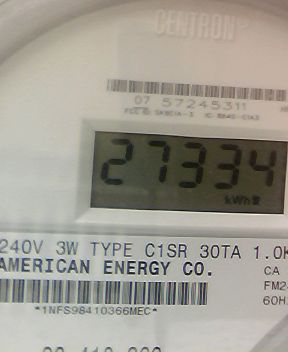 CENTRON®
07 57245311
27334
kWh
240V 3W TYPE C1SR 30TA 1.0K
AMERICAN ENERGY CO.
CA
FM2
60H
*1NFS98410366MEC*